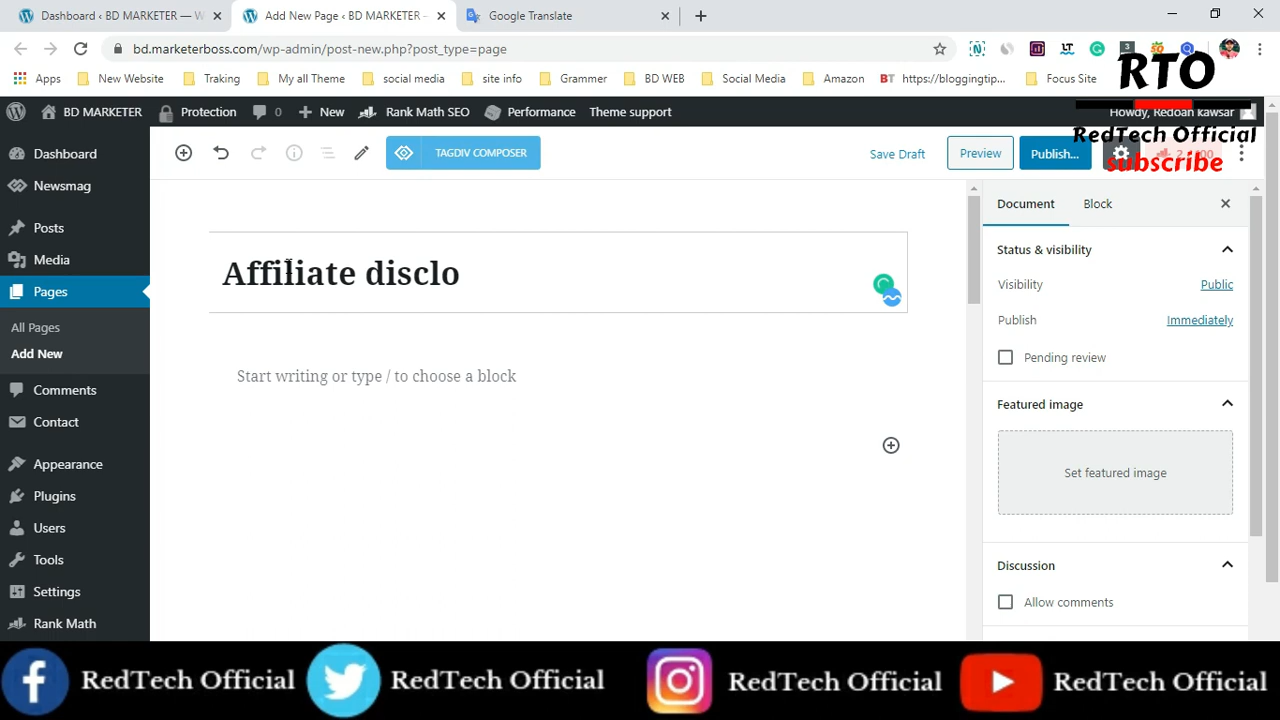 Dashboard ‹ BD MARKETER — W
Add New Page ‹ BD MARKETER –
Google Translate
bd.marketerboss.com/wp-admin/post-new.php?post_type=page
Apps
New Website
Traking
My all Theme
social media
site info
Grammer
BD WEB
Social Media
Amazon
BT https://bloggingtip...
Focus Site
RTO
RedTech Official
subscribe
BD MARKETER
Protection
0
New
Rank Math SEO
Performance
Theme support
Howdy, Redoan kawsar
Dashboard
Newsmag
Posts
Media
Pages
All Pages
Add New
Comments
Contact
Appearance
Plugins
Users
Tools
Settings
Rank Math
TAGDIV COMPOSER
Save Draft
Preview
Publish...
Affiliate disclo
Start writing or type / to choose a block
Document
Block
Status & visibility
Visibility
Public
Publish
Immediately
Pending review
Featured image
Set featured image
Discussion
Allow comments
RedTech Official
RedTech Official
RedTech Official
RedTech Official